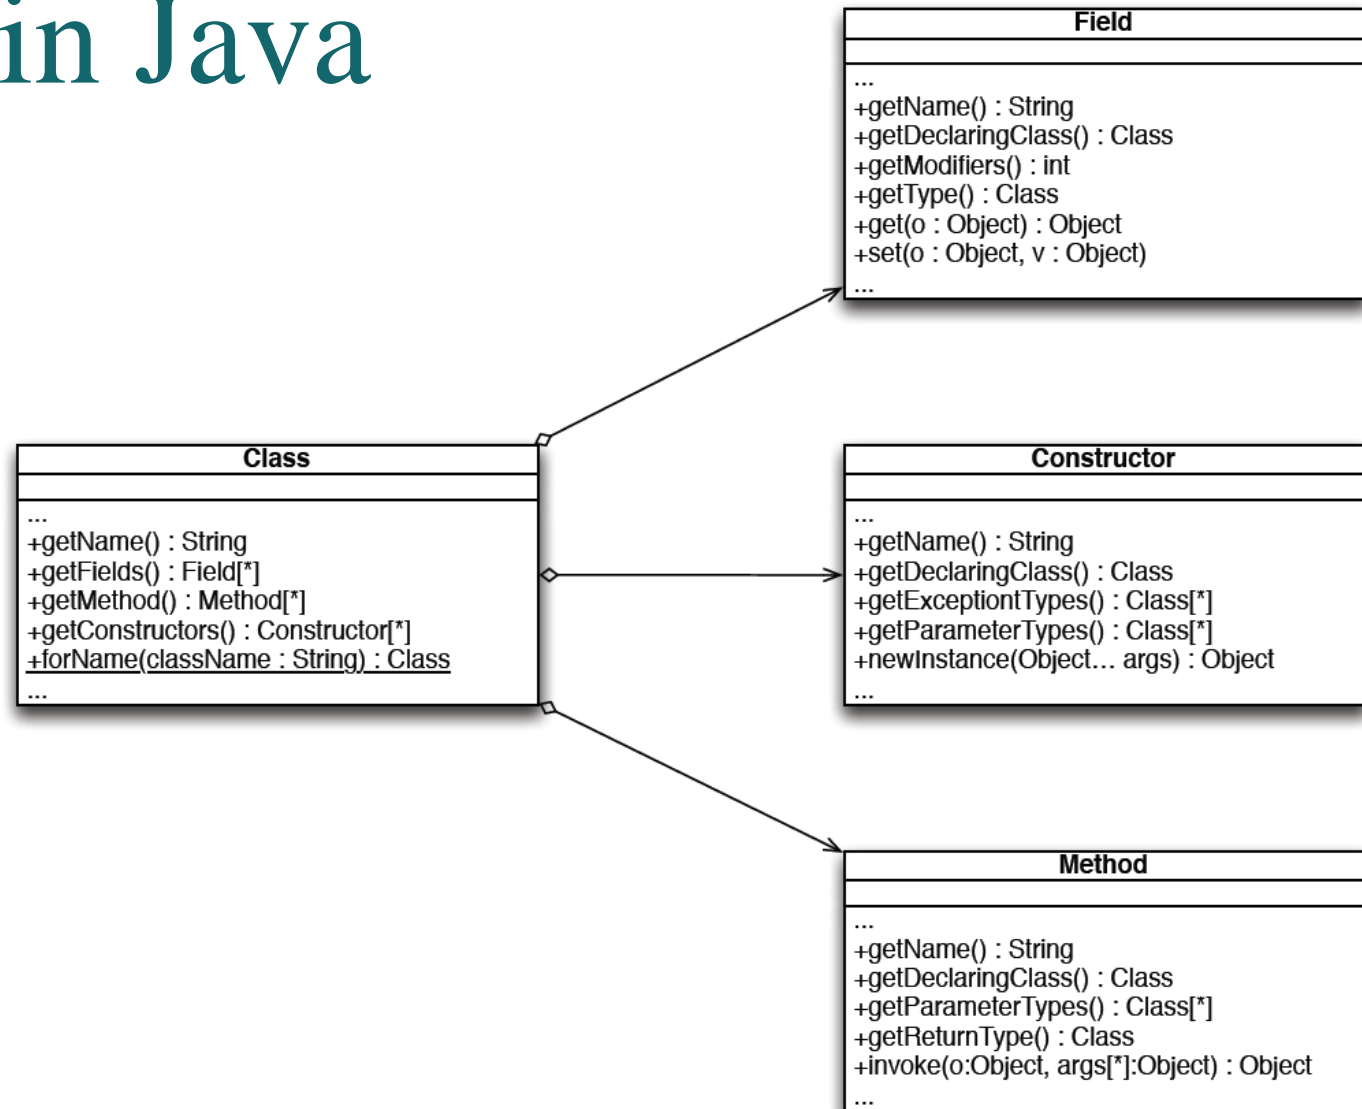 in Java
Field
...
+getName() : String
+getDeclaringClass() : Class
+getModifiers() : int
+getType() : Class
+get(o : Object) : Object
+set(o : Object, v : Object)
...
Class
...
+getName() : String
+getFields() : Field[*]
+getMethod() : Method[*]
+getConstructors() : Constructor[*]
+forName(className : String) : Class
...
Constructor
...
+getName() : String
+getDeclaringClass() : Class
+getExceptiontTypes() : Class[*]
+getParameterTypes() : Class[*]
+newInstance(Object... args) : Object
...
Method
...
+getName() : String
+getDeclaringClass() : Class
+getParameterTypes() : Class[*]
+getReturnType() : Class
+invoke(o:Object, args[*]:Object) : Object
...